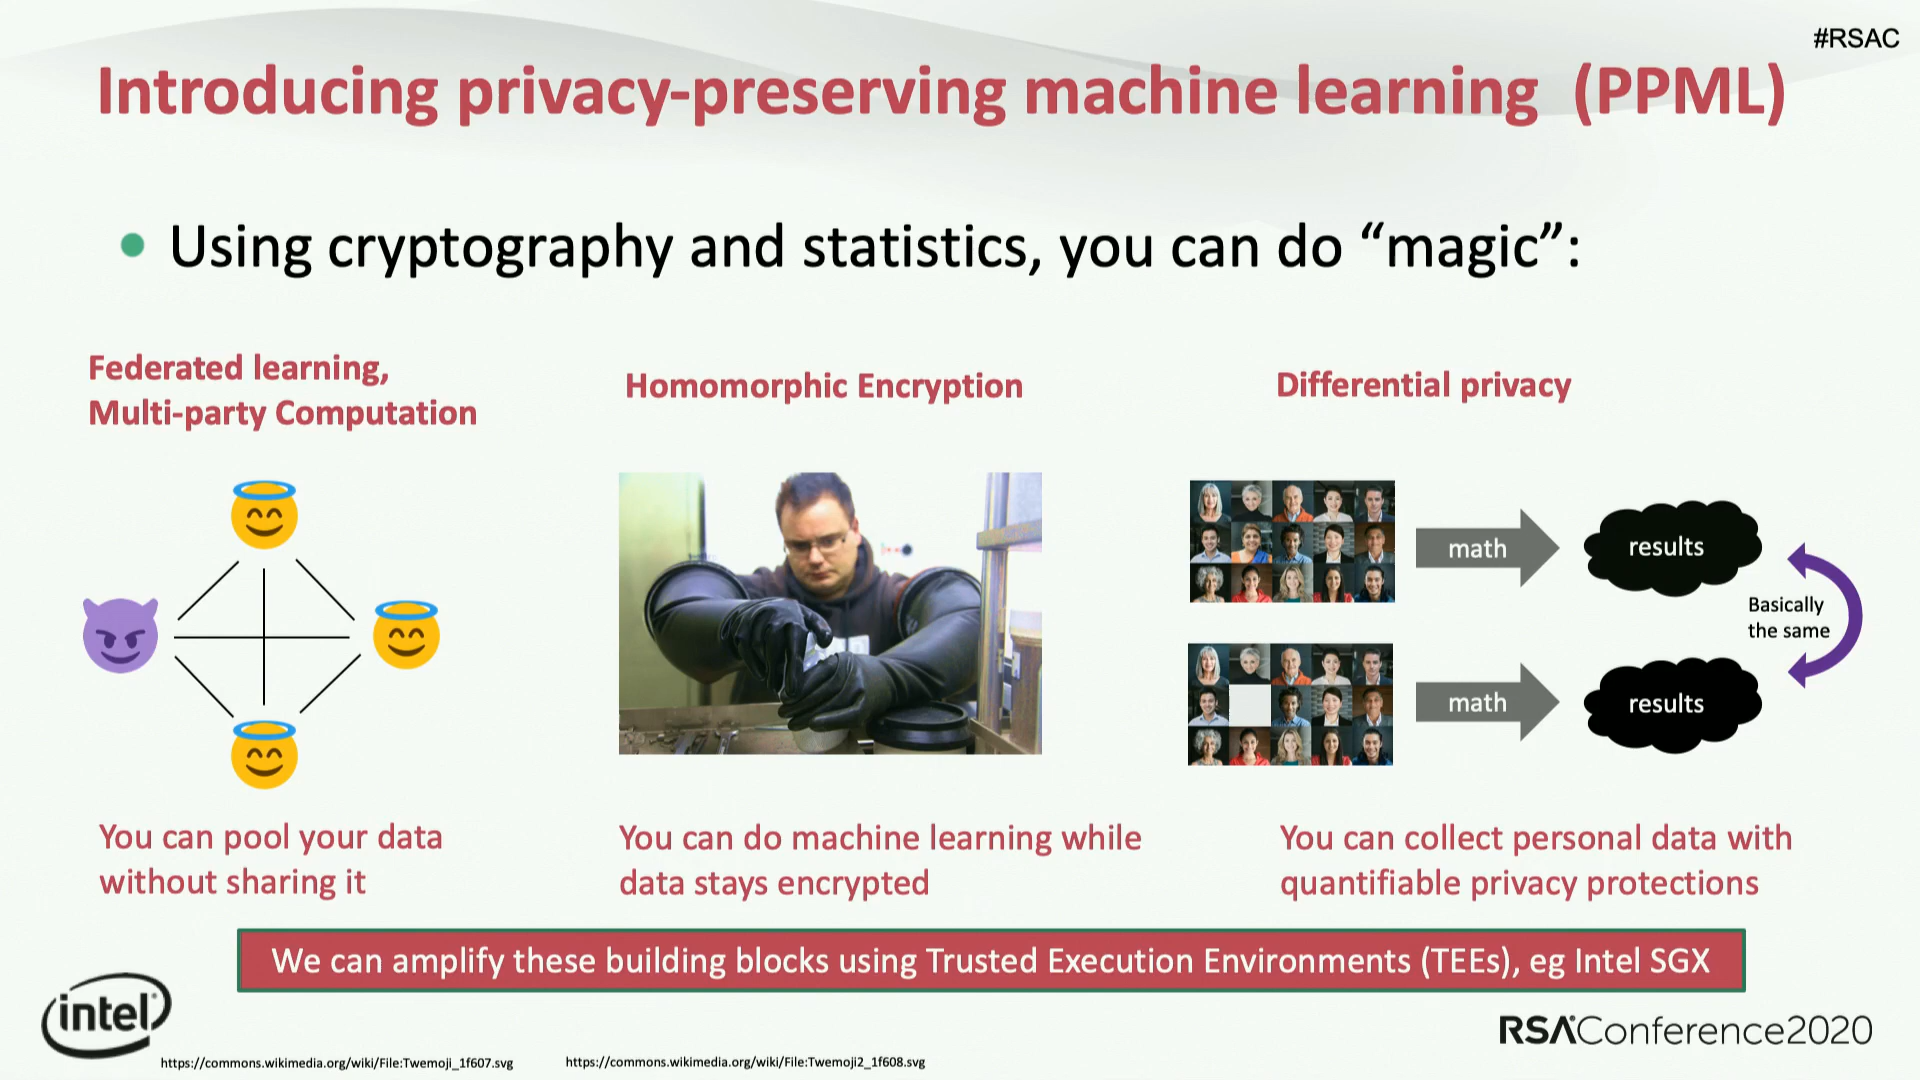 #RSAC
Introducing privacy-preserving machine learning (PPML)
Using cryptography and statistics, you can do “magic”:
Federated learning,
Multi-party Computation
Homomorphic Encryption
Differential privacy
math
results
Basically
the same
math
results
You can pool your data
without sharing it
You can do machine learning while
data stays encrypted
You can collect personal data with
quantifiable privacy protections
We can amplify these building blocks using Trusted Execution Environments (TEEs), eg Intel SGX
intel
RSAConference2020
https://commons.wikimedia.org/wiki/File:Twemoji_1f607.svg
https://commons.wikimedia.org/wiki/File:Twemoji2_1f608.svg